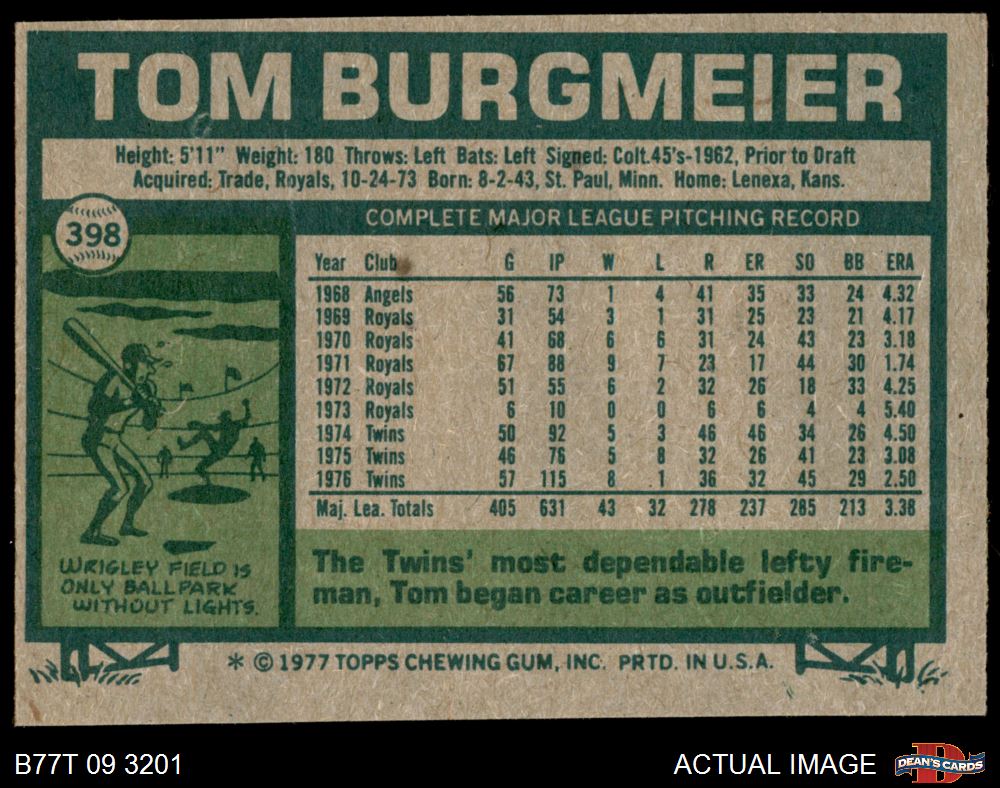 TOM BURGMEIER
Height: 5'11" Weight: 180 Throws: Left Bats: Left Signed: Colt.45's-1962, Prior to Draft
Acquired: Trade, Royals, 10-24-73 Born: 8-2-43, St. Paul, Minn. Home: Lenexa, Kans.
398
COMPLETE MAJOR LEAGUE PITCHING RECORD
Year Club G IP W L R ER SO BB ERA
1968 Angels 56 73 1 4 41 35 33 24 4.32
1969 Royals 31 54 3 1 31 25 23 21 4.17
1970 Royals 41 68 6 6 31 24 43 23 3.18
1971 Royals 67 88 9 7 23 17 44 30 1.74
1972 Royals 51 55 6 2 32 26 18 33 4.25
1973 Royals 6 10 0 0 6 6 4 4 5.40
1974 Twins 50 92 5 3 46 46 34 26 4.50
1975 Twins 46 76 5 8 32 26 41 23 3.08
1976 Twins 57 115 8 1 36 32 45 29 2.50
Maj. Lea. Totals 405 631 43 32 278 237 285 213 3.38
WRIGLEY FIELD IS
ONLY BALLPARK
WITHOUT LIGHTS.
The Twins' most dependable lefty fire-
man, Tom began career as outfielder.
* © 1977 TOPPS CHEWING GUM, INC. PRTD. IN U.S.A.
B77T 09 3201
ACTUAL IMAGE
DEAN'S CARDS